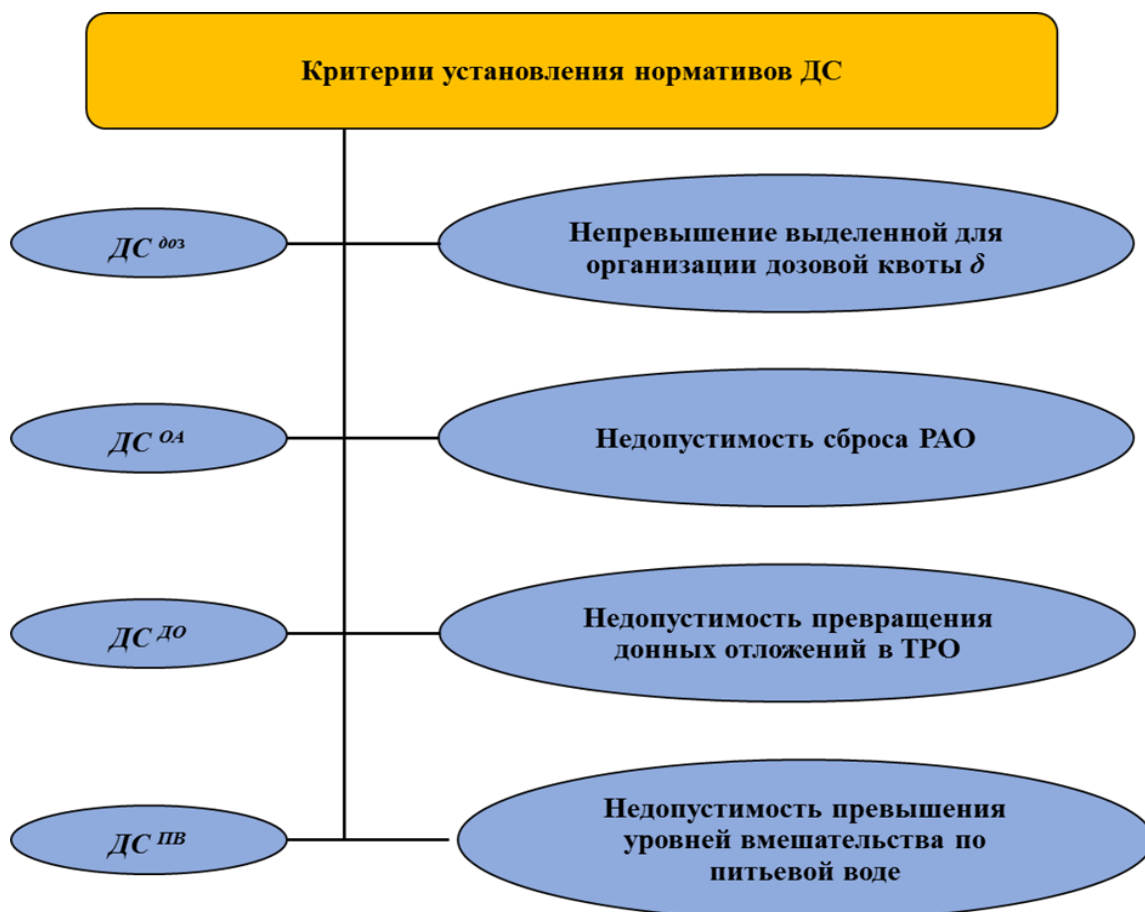 Критерии установления нормативов ДС
ДС доз
Непревышение выделенной для
организации дозовой квоты δ
ДС ОА
Недопустимость сброса РАО
ДС ДО
Недопустимость превращения
донных отложений в ТРО
ДС ПВ
Недопустимость превышения
уровней вмешательства по
питьевой воде